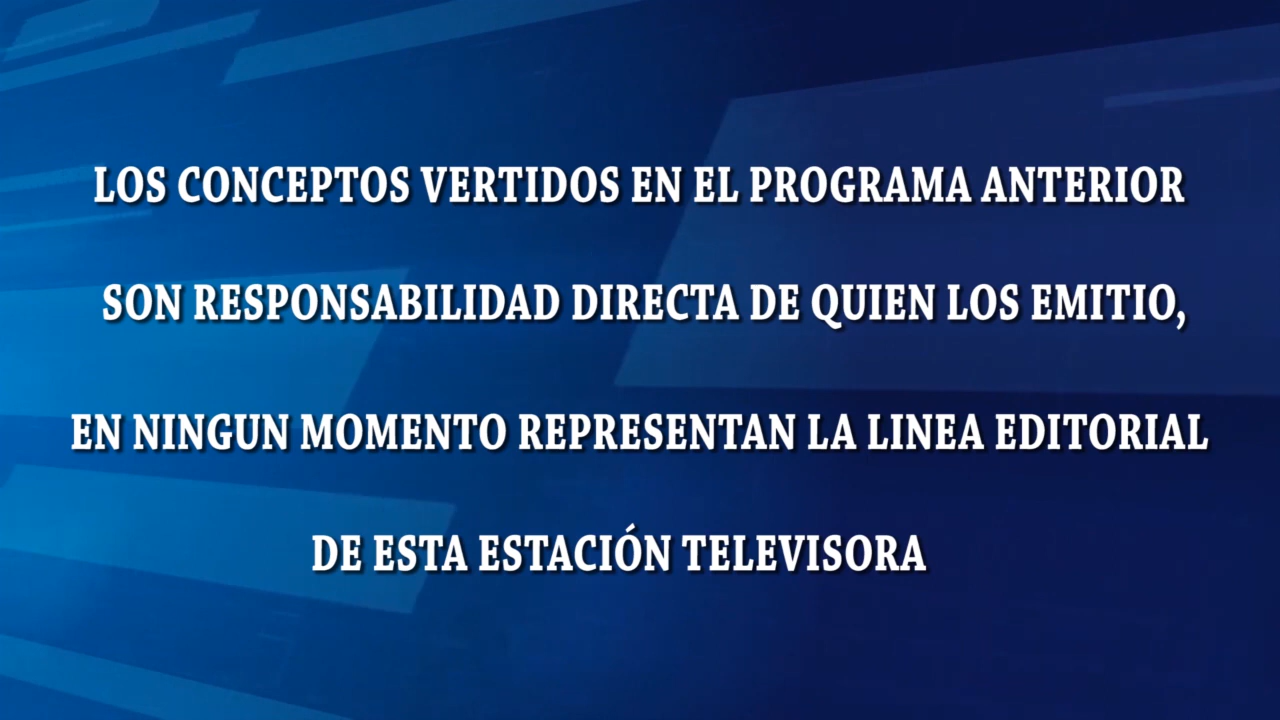 LOS CONCEPTOS VERTIDOS EN EL PROGRAMA ANTERIOR
SON RESPONSABILIDAD DIRECTA DE QUIEN LOS EMITIO,
EN NINGUN MOMENTO REPRESENTAN LA LINEA EDITORIAL
DE ESTA ESTACIÓN TELEVISORA